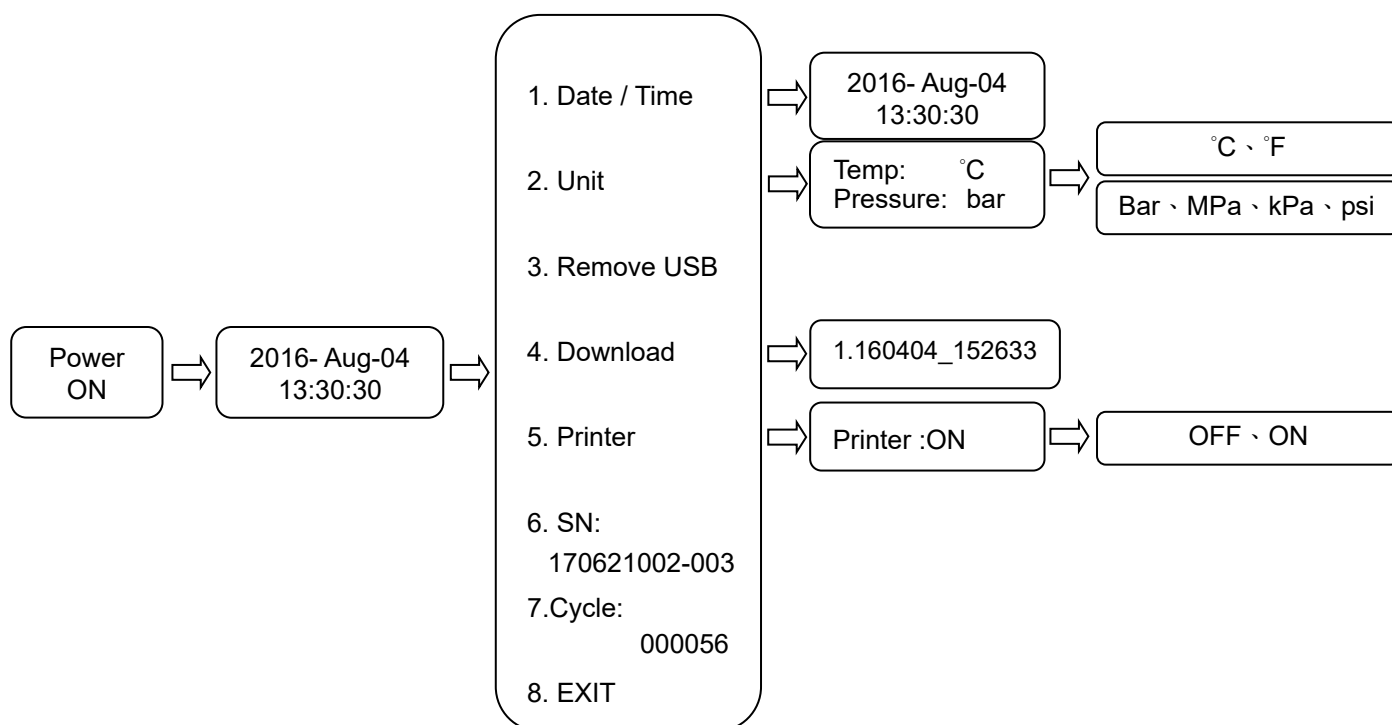 Power
ON
2016- Aug-04
13:30:30
1. Date / Time
2016- Aug-04
13:30:30
2. Unit
Temp: °C
Pressure: bar
°C、°F
Bar、MPa、kPa、psi
3. Remove USB
4. Download
1.160404_152633
5. Printer
Printer :ON
OFF、ON
6. SN:
170621002-003
7.Cycle:
000056
8. EXIT